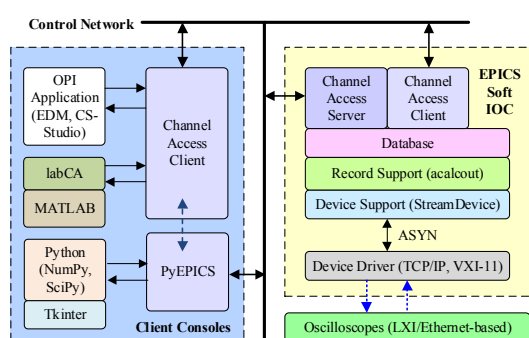 Control Network
OPI
Application
(EDM, CS-
Studio)
Channel
Access
Client
labCA
MATLAB
Python
(NumPy,
SciPy)
Tkinter
PyEPICS
Client Consoles
Channel
Access
Server
Channel
Access
Client
EPICS
Soft
IOC
Database
Record Support (acalcout)
Device Support (StreamDevice)
ASYN
Device Driver (TCP/IP, VXI-11)
Oscilloscopes (LXI/Ethernet-based)